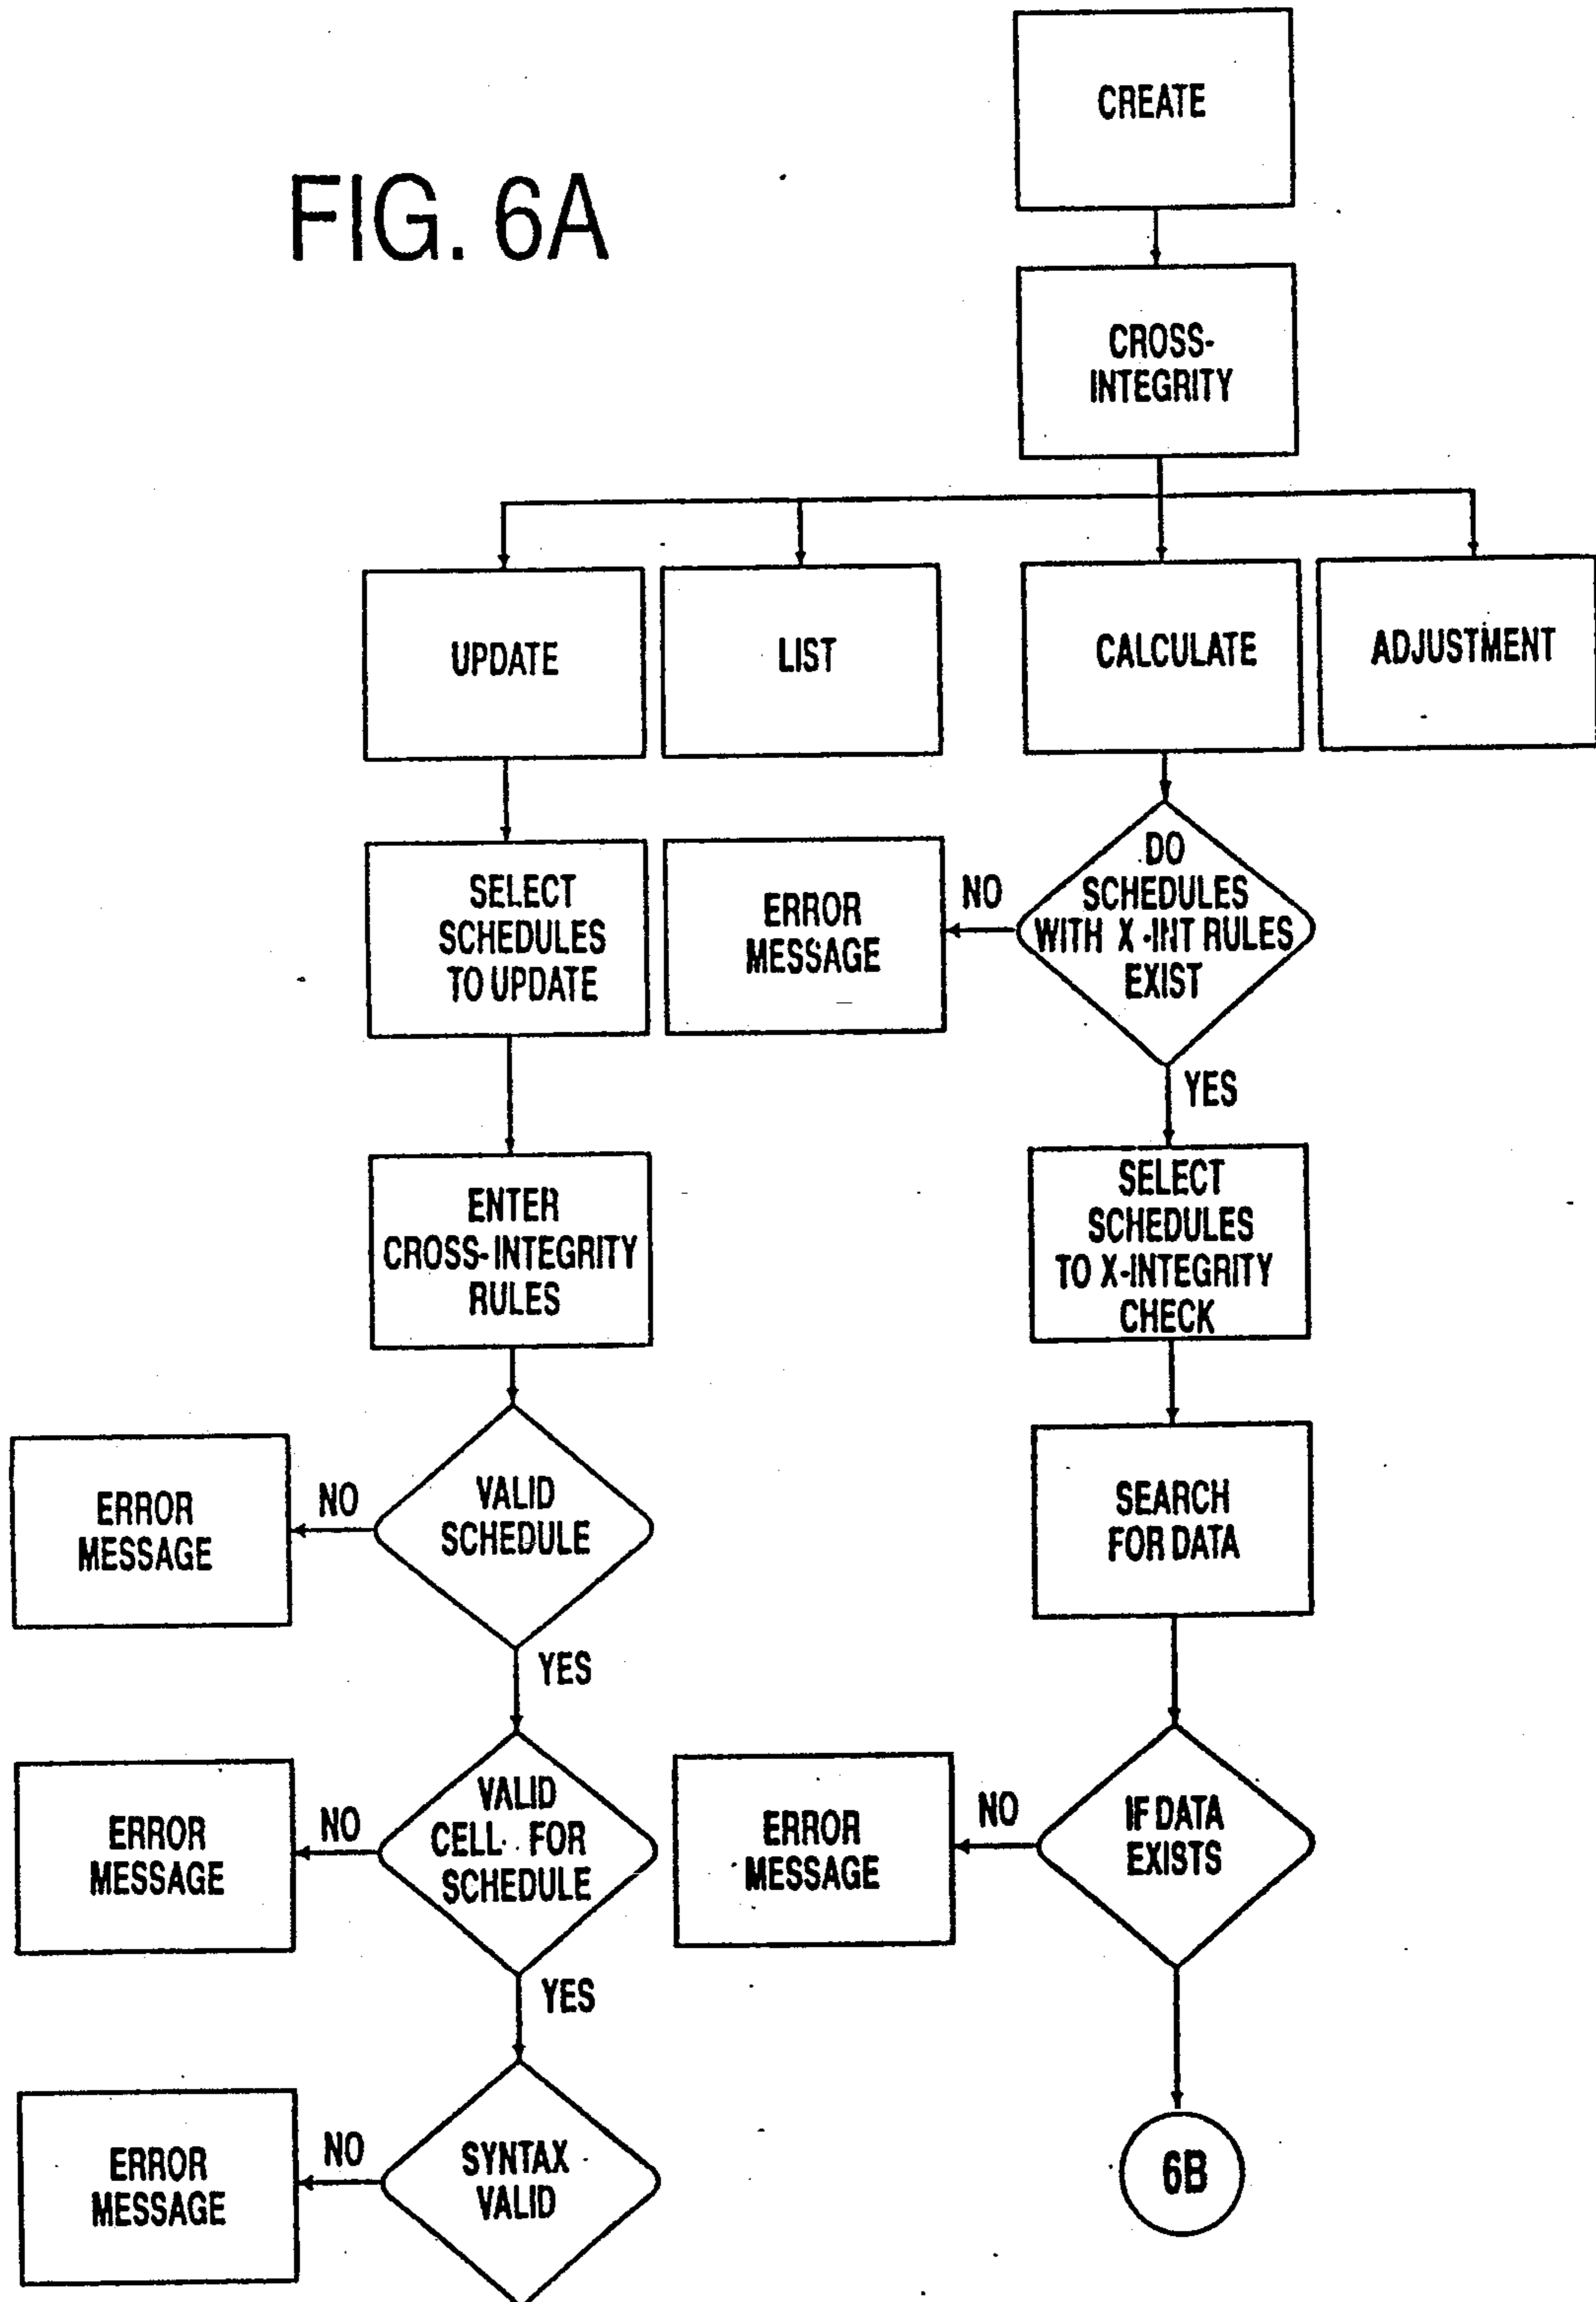 FIG. 6A
CREATE
CROSS-
INTEGRITY
UPDATE
LIST
CALCULATE
ADJUSTMENT
SELECT
SCHEDULES
TO UPDATE
ERROR
MESSAGE
NO
DO
SCHEDULES
WITH X-INT RULES
EXIST
YES
ENTER
CROSS-INTEGRITY
RULES
SELECT
SCHEDULES
TO X-INTEGRITY
CHECK
ERROR
MESSAGE
NO
VALID
SCHEDULE
YES
SEARCH
FOR DATA
ERROR
MESSAGE
NO
VALID
CELL FOR
SCHEDULE
YES
ERROR
MESSAGE
NO
IF DATA
EXISTS
ERROR
MESSAGE
NO
SYNTAX
VALID
6B